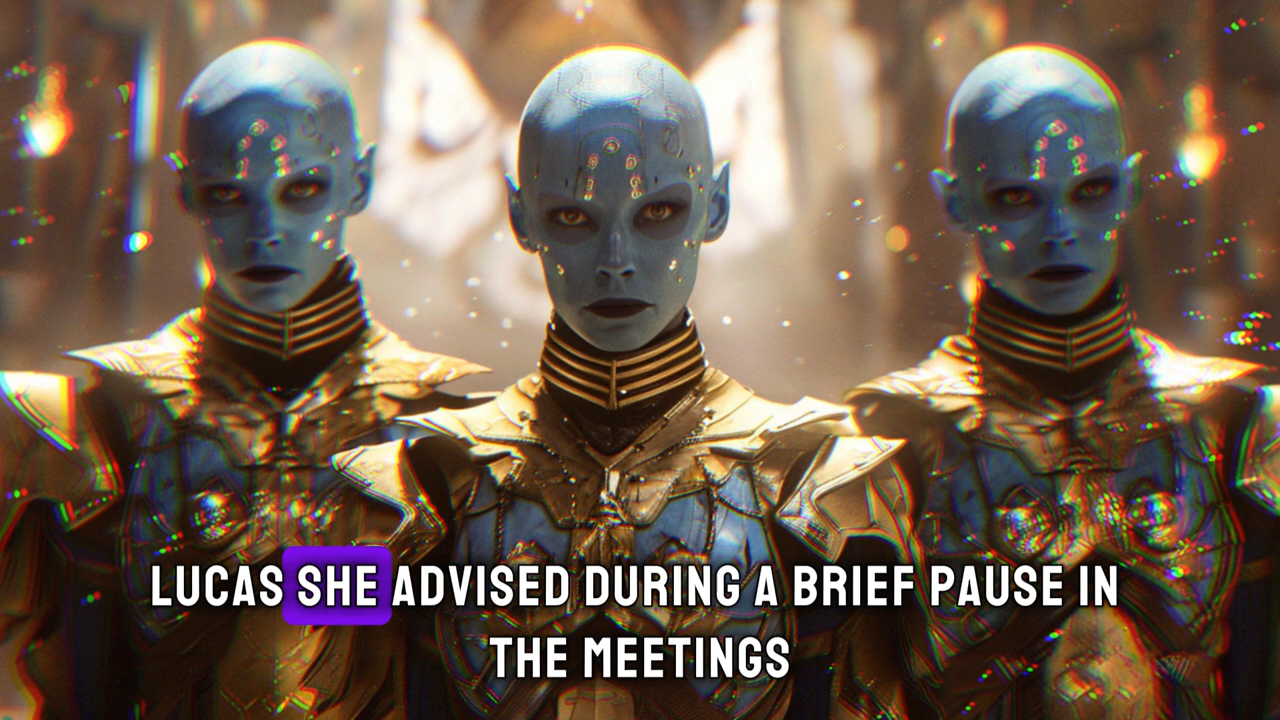 LUCAS SHE ADVISED DURING A BRIEF PAUSE IN
THE MEETINGS